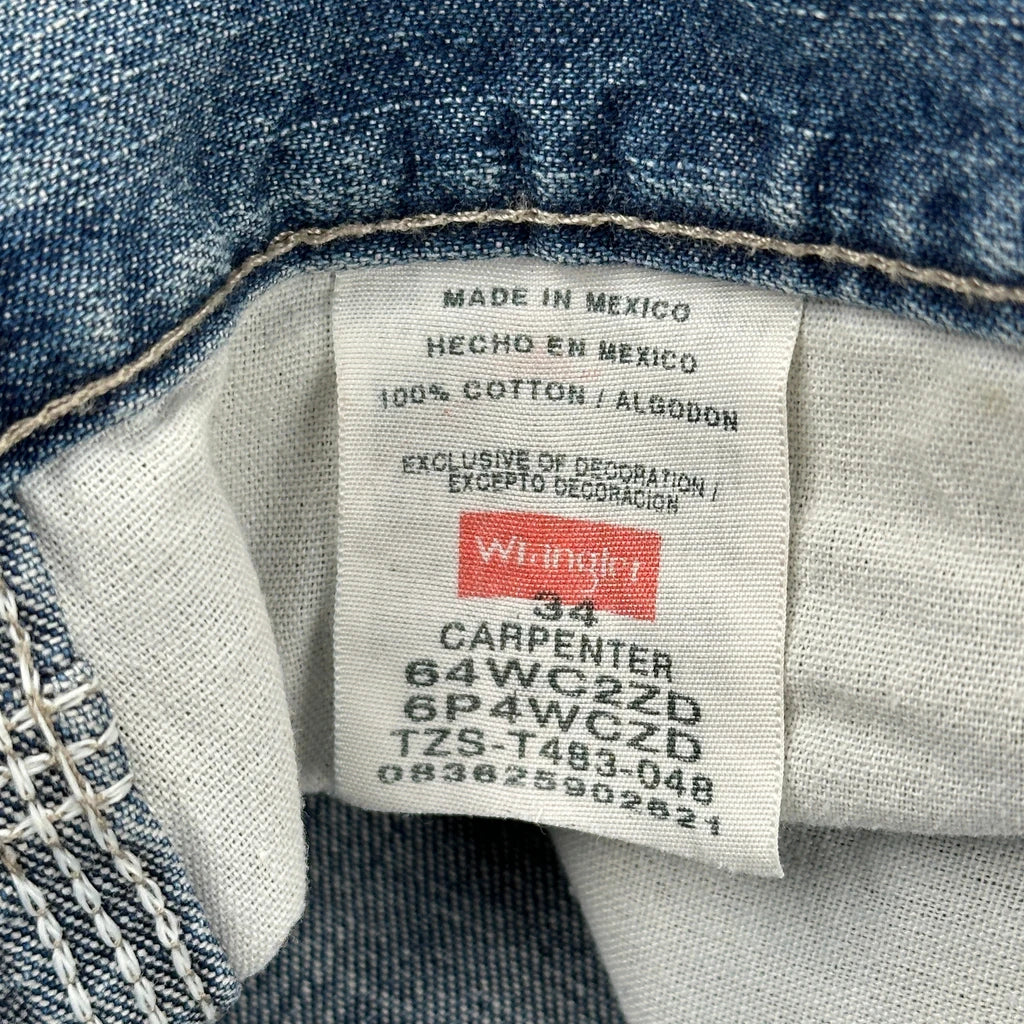 MADE IN MEXICO
HECHO EN MEXICO
100% COTTON / ALGODON
EXCLUSIVE OF DECORATION /
EXCEPTO DECORACION
Wrangler
34
CARPENTER
64WC2ZD
6P4WCZD
TZS-T483-048
083625902521